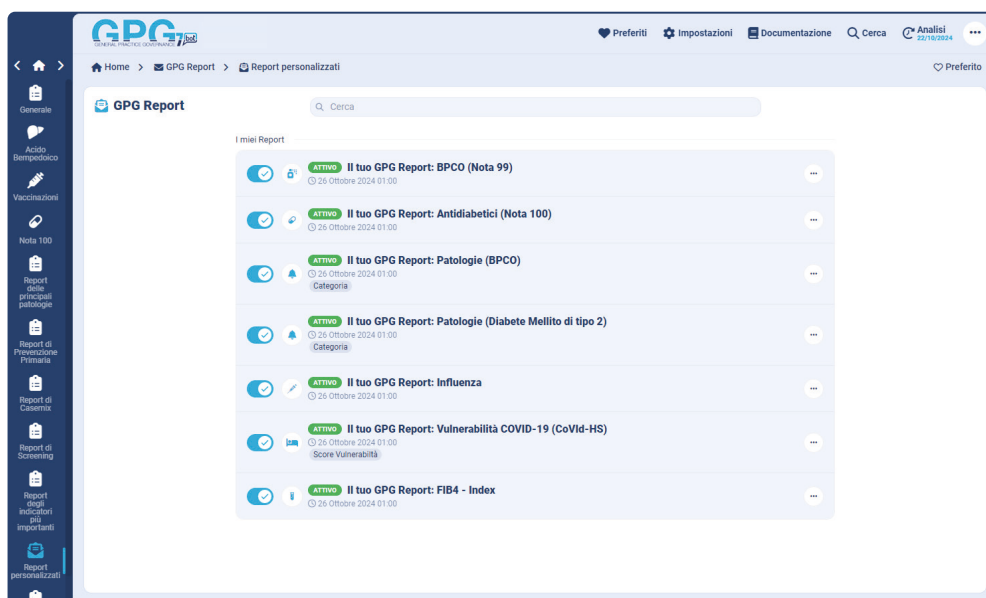 GPG 7bot
GENERAL PRACTICE GOVERNANCE
Preferiti
Impostazioni
Documentazione
Cerca
Analisi
22/10/2024
Home > GPG Report > Report personalizzati
Preferito
Generale
Acido
Bempedoico
Vaccinazioni
Nota 100
Report
delle
principali
patologie
Report di
Prevenzione
Primaria
Report di
Casemix
Report di
Screening
Report
degli
indicatori
più
importanti
Report
personalizzati
GPG Report
Cerca
I miei Report
ATTIVO Il tuo GPG Report: BPCO (Nota 99)
26 Ottobre 2024 01:00
ATTIVO Il tuo GPG Report: Antidiabetici (Nota 100)
26 Ottobre 2024 01:00
ATTIVO Il tuo GPG Report: Patologie (BPCO)
26 Ottobre 2024 01:00
Categoria
ATTIVO Il tuo GPG Report: Patologie (Diabete Mellito di tipo 2)
26 Ottobre 2024 01:00
Categoria
ATTIVO Il tuo GPG Report: Influenza
26 Ottobre 2024 01:00
ATTIVO Il tuo GPG Report: Vulnerabilità COVID-19 (CoVId-HS)
26 Ottobre 2024 01:00
Score Vulnerabilità
ATTIVO Il tuo GPG Report: FIB4 - Index
26 Ottobre 2024 01:00